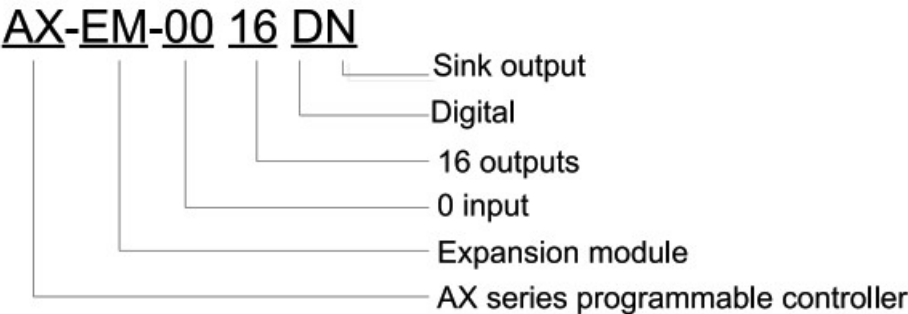 AX-EM-00 16 DN
Sink output
Digital
16 outputs
0 input
Expansion module
AX series programmable controller